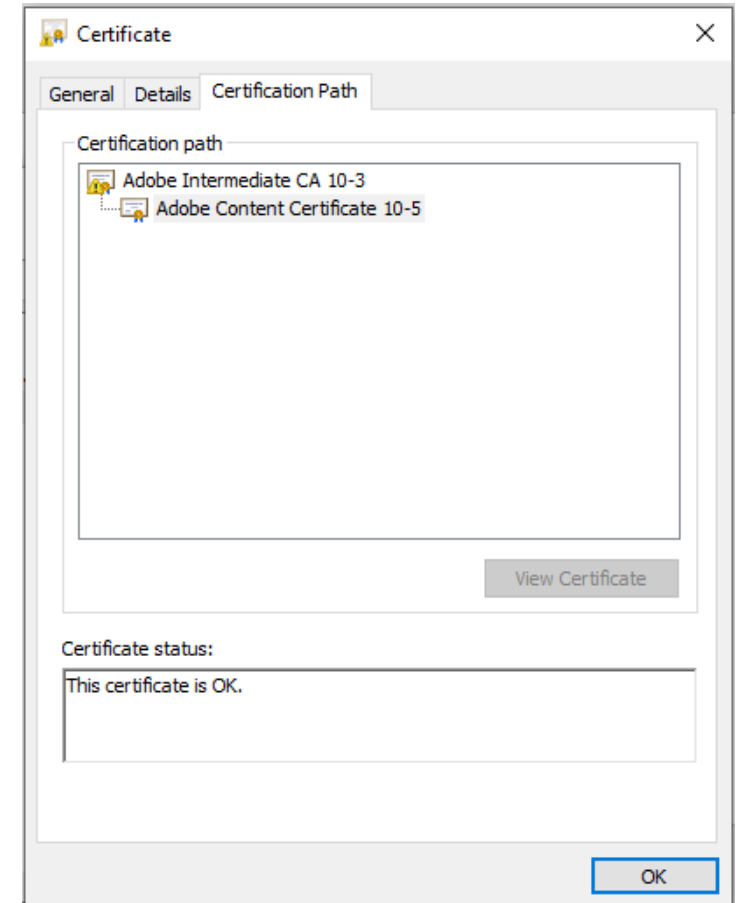 Certificate
General Details Certification Path
Certification path
Adobe Intermediate CA 10-3
Adobe Content Certificate 10-5
View Certificate
Certificate status:
This certificate is OK.
OK